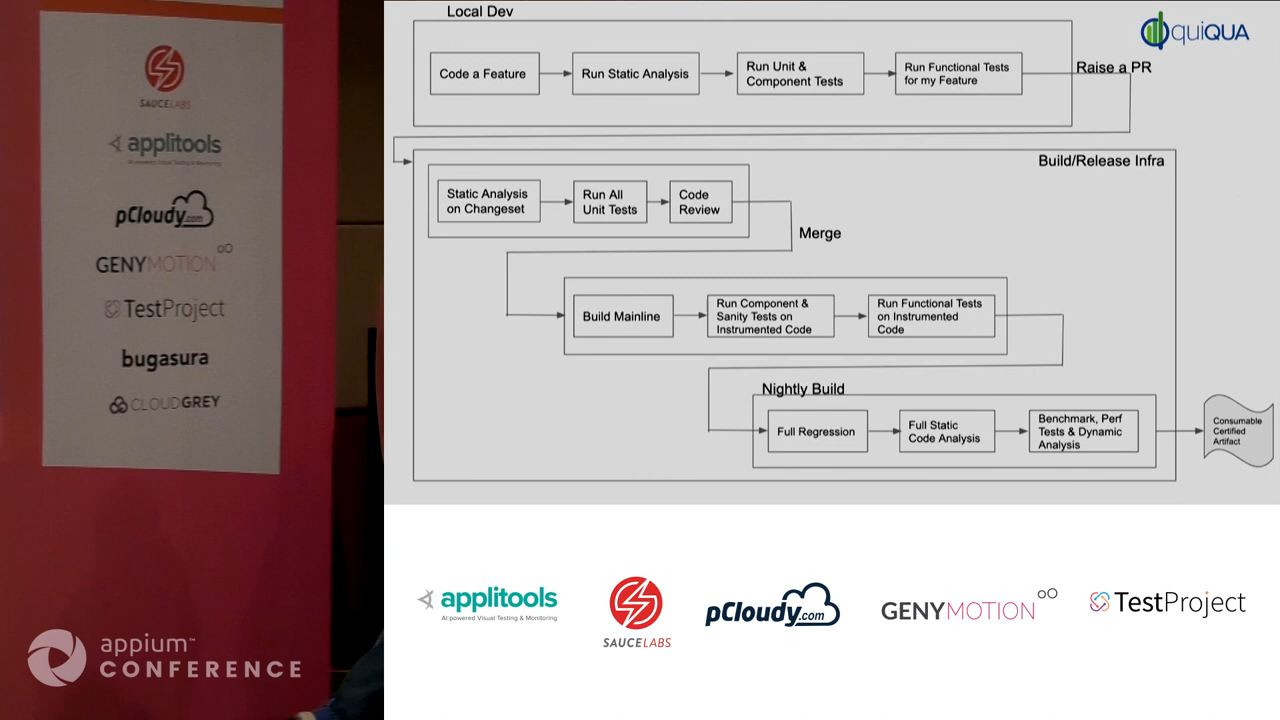 SAUCELABS
applitools
AI powered Visual Testing & Monitoring
pCloudy.com
GENYMOTION
TestProject
bugasura
CLOUDGREY
appium™
CONFERENCE
Local Dev
quiQUA
Code a Feature
Run Static Analysis
Run Unit &
Component Tests
Run Functional Tests
for my Feature
Raise a PR
Build/Release Infra
Static Analysis
on Changeset
Run All
Unit Tests
Code
Review
Merge
Build Mainline
Run Component &
Sanity Tests on
Instrumented Code
Run Functional Tests
on Instrumented
Code
Nightly Build
Full Regression
Full Static
Code Analysis
Benchmark, Perf
Tests & Dynamic
Analysis
Consumable
Certified
Artifact
applitools
AI powered Visual Testing & Monitoring
SAUCELABS
pCloudy.com
GENYMOTION
TestProject